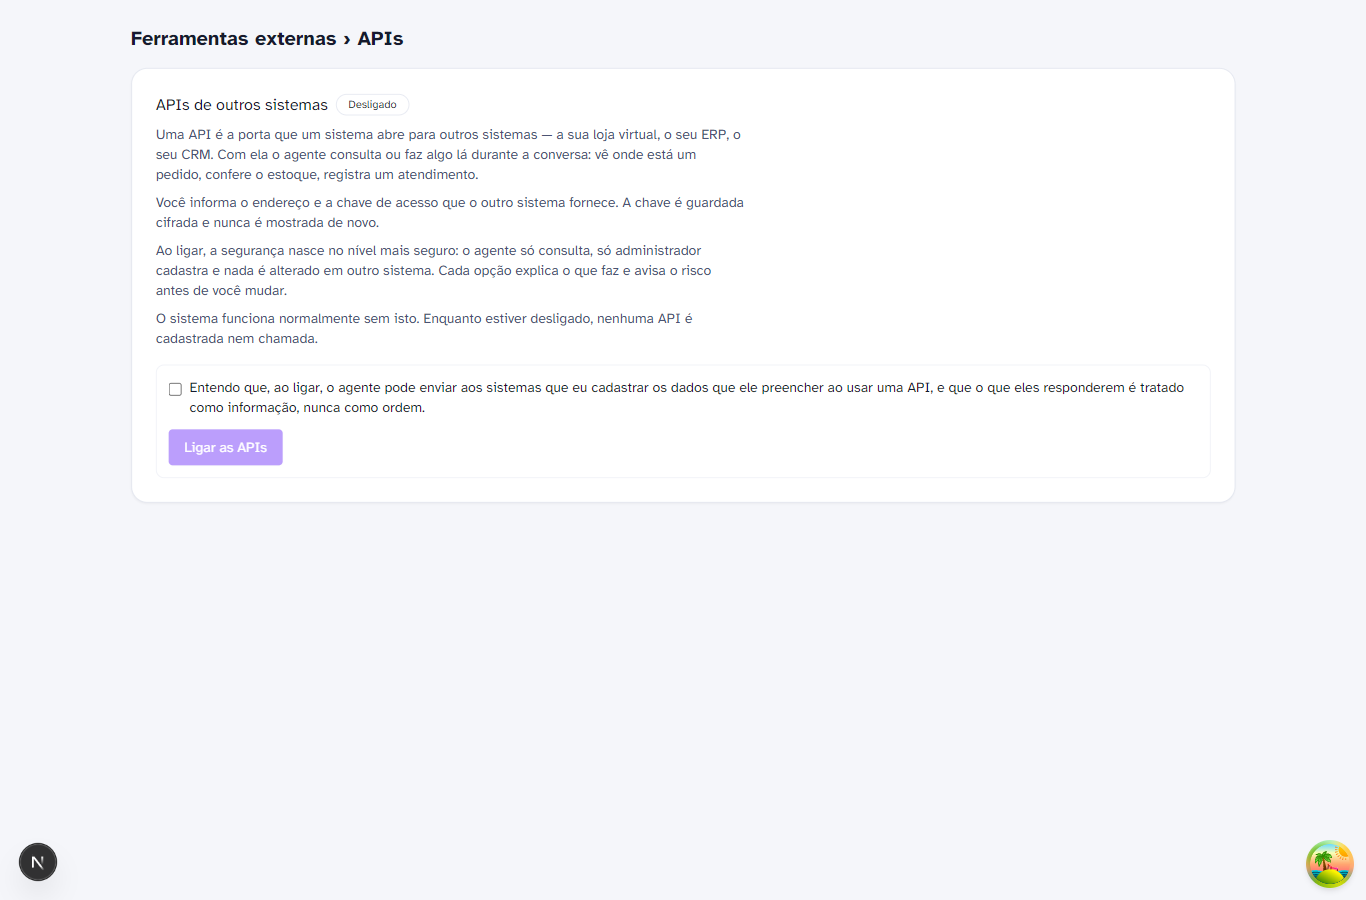 Ferramentas externas › APIs
APIs de outros sistemas
Desligado
Uma API é a porta que um sistema abre para outros sistemas — a sua loja virtual, o seu ERP, o
seu CRM. Com ela o agente consulta ou faz algo lá durante a conversa: vê onde está um
pedido, confere o estoque, registra um atendimento.
Você informa o endereço e a chave de acesso que o outro sistema fornece. A chave é guardada
cifrada e nunca é mostrada de novo.
Ao ligar, a segurança nasce no nível mais seguro: o agente só consulta, só administrador
cadastra e nada é alterado em outro sistema. Cada opção explica o que faz e avisa o risco
antes de você mudar.
O sistema funciona normalmente sem isto. Enquanto estiver desligado, nenhuma API é
cadastrada nem chamada.
Entendo que, ao ligar, o agente pode enviar aos sistemas que eu cadastrar os dados que ele preencher ao usar uma API, e que o que eles responderem é tratado
como informação, nunca como ordem.
Ligar as APIs
N